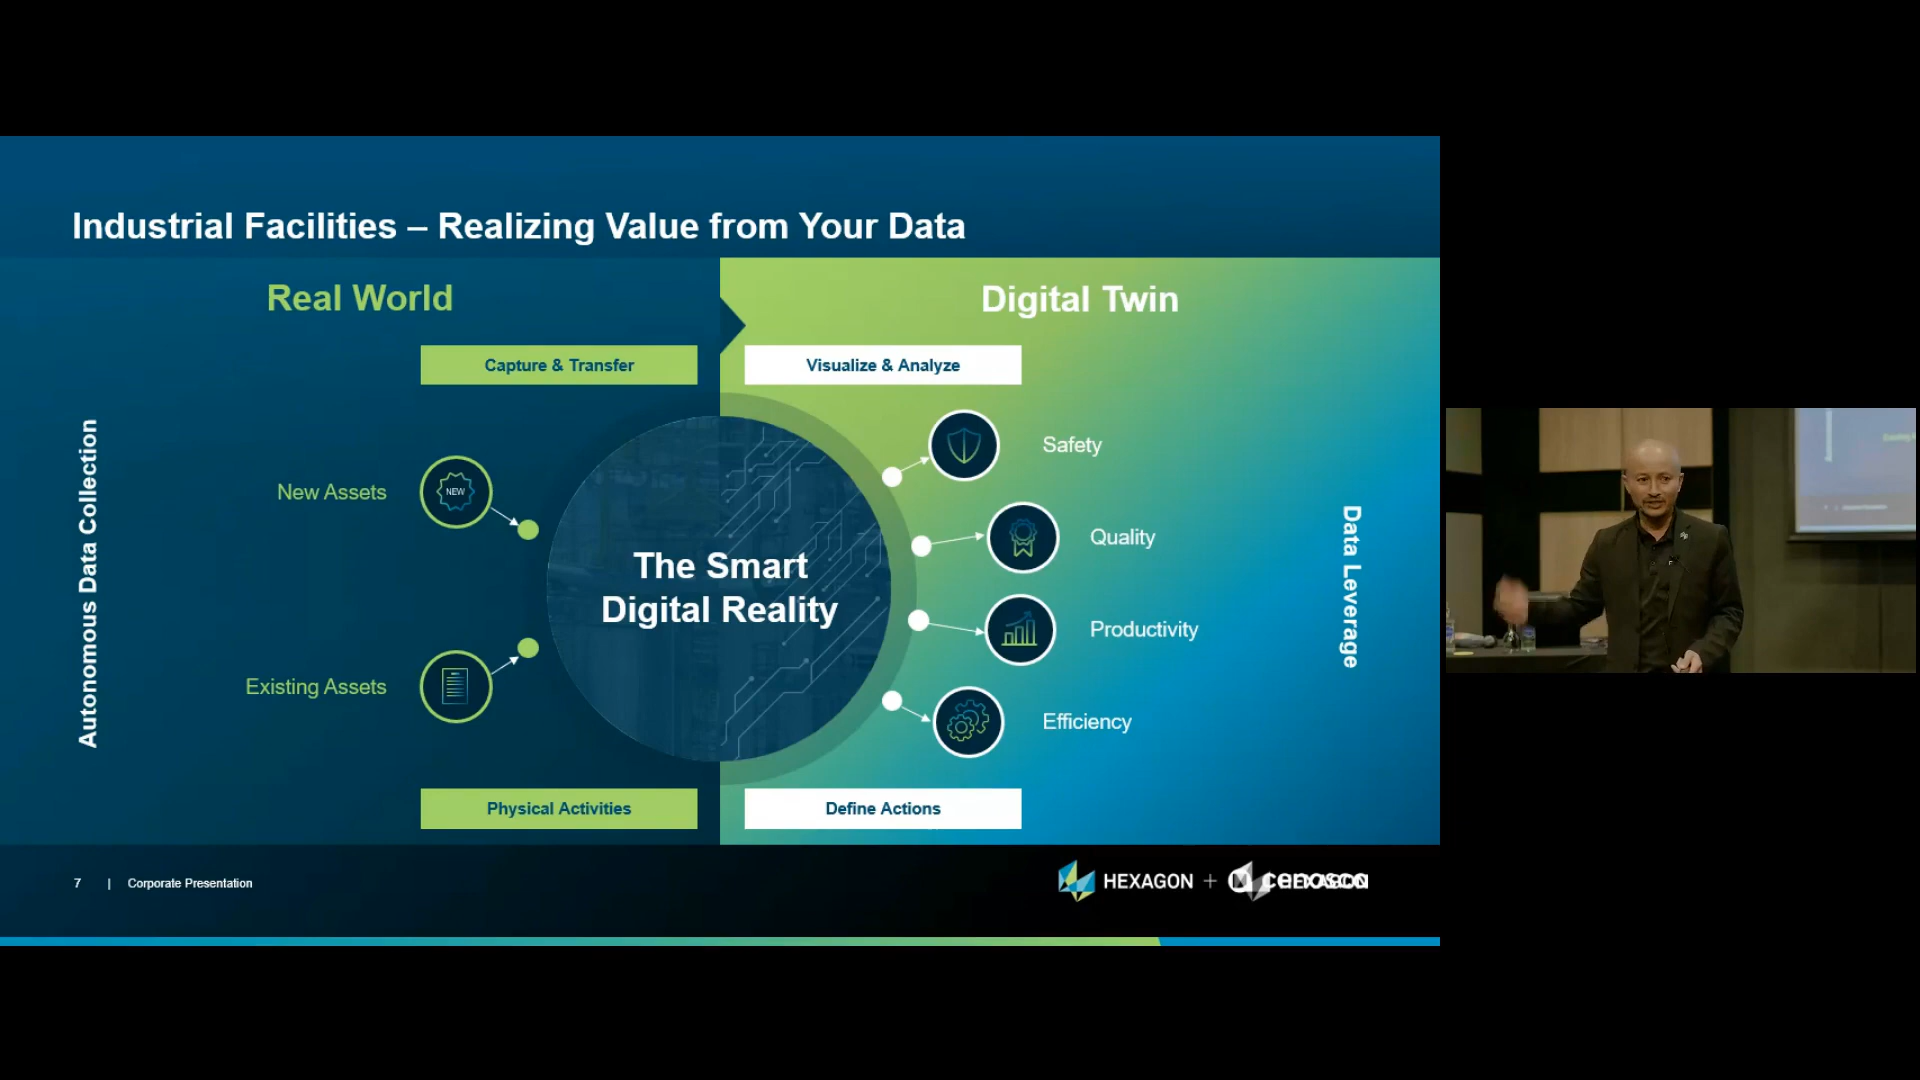 Industrial Facilities – Realizing Value from Your Data
Real World
Digital Twin
Capture & Transfer
Visualize & Analyze
Autonomous Data Collection
New Assets
NEW
Existing Assets
The Smart
Digital Reality
Safety
Quality
Productivity
Efficiency
Data Leverage
Physical Activities
Define Actions
7 | Corporate Presentation
HEXAGON + cenosco